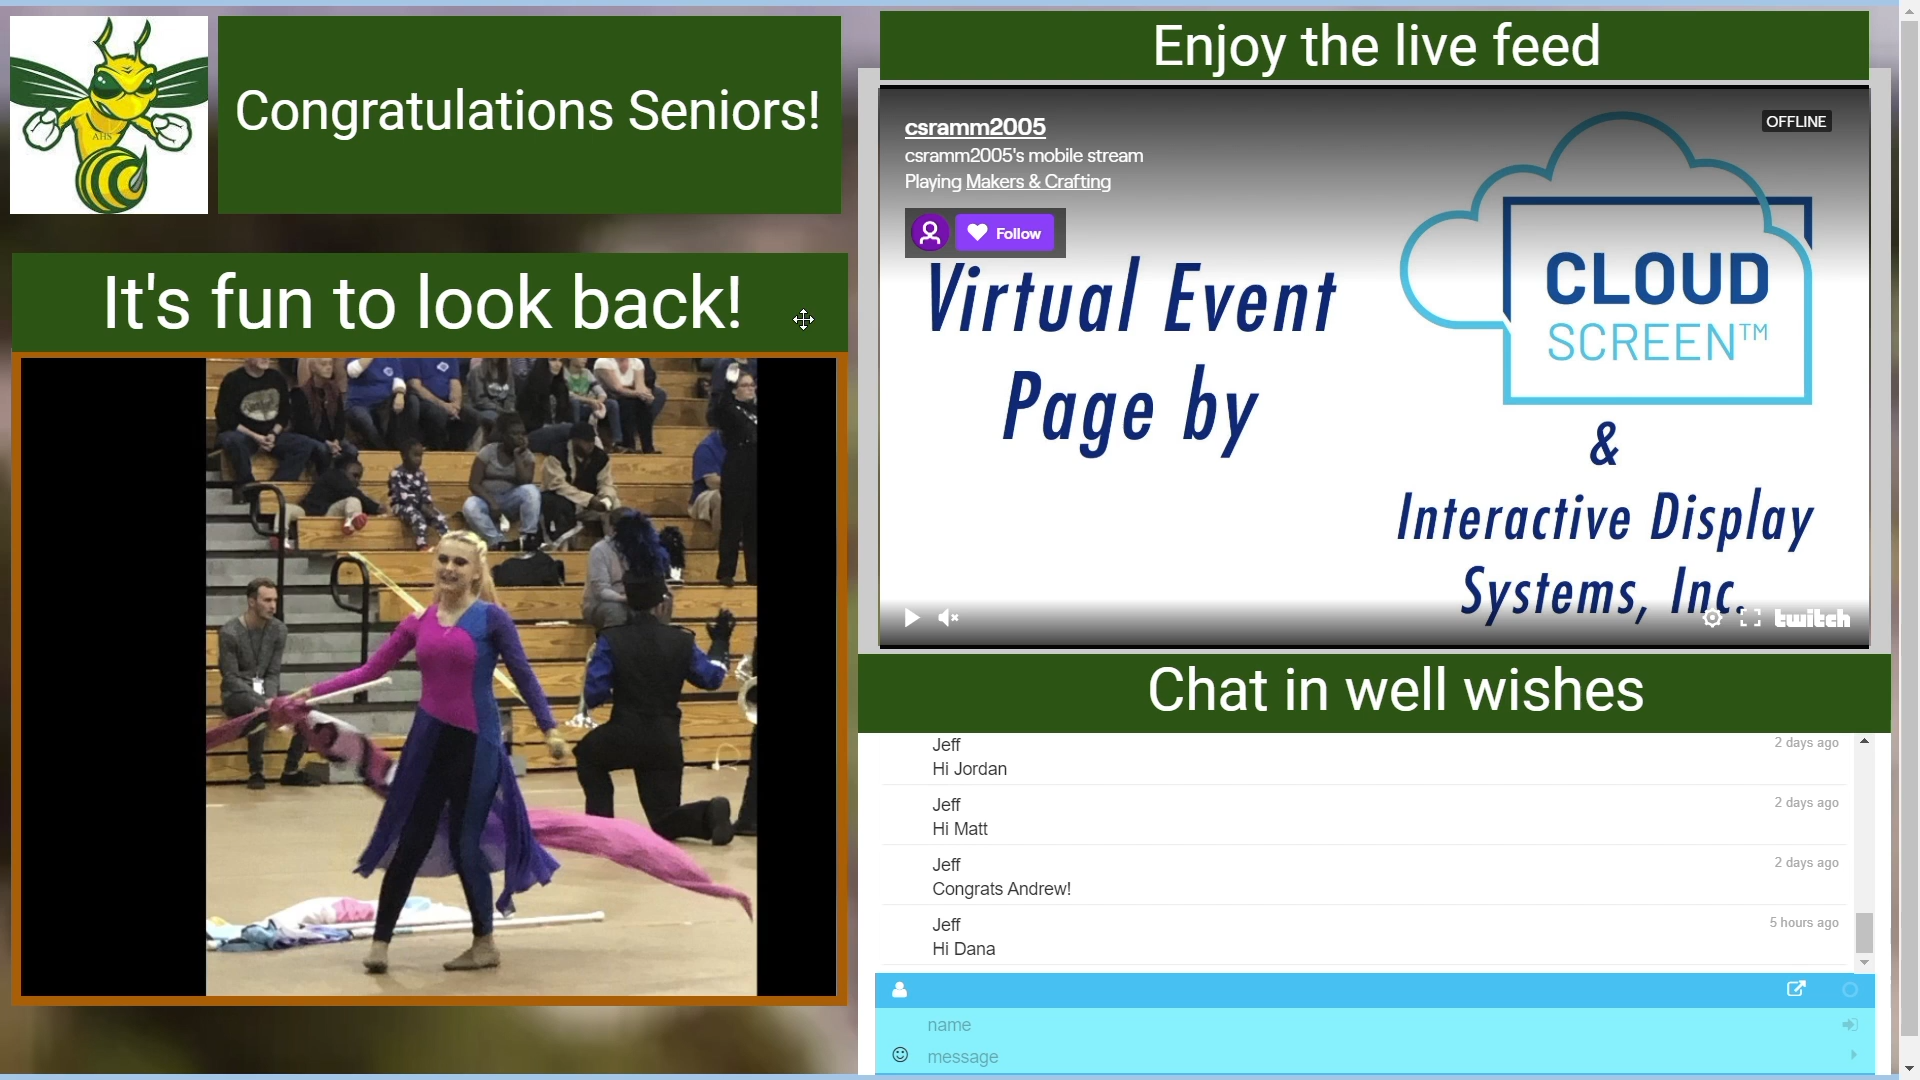 AHS
Congratulations Seniors!
It's fun to look back!
Enjoy the live feed
csramm2005
OFFLINE
csramm2005's mobile stream
Playing Makers & Crafting
Follow
Virtual Event
Page by
CLOUD
SCREEN™
&
Interactive Display
Systems, Inc.
twitch
Chat in well wishes
Jeff
2 days ago
Hi Jordan
Jeff
2 days ago
Hi Matt
Jeff
2 days ago
Congrats Andrew!
Jeff
5 hours ago
Hi Dana
name
message